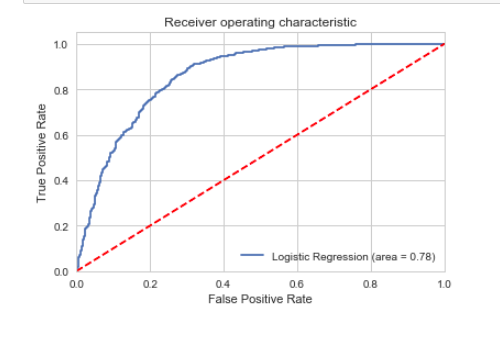 Receiver operating characteristic
1.0
0.8
0.6
0.4
0.2
0.0
True Positive Rate
Logistic Regression (area = 0.78)
0.0 0.2 0.4 0.6 0.8 1.0
False Positive Rate